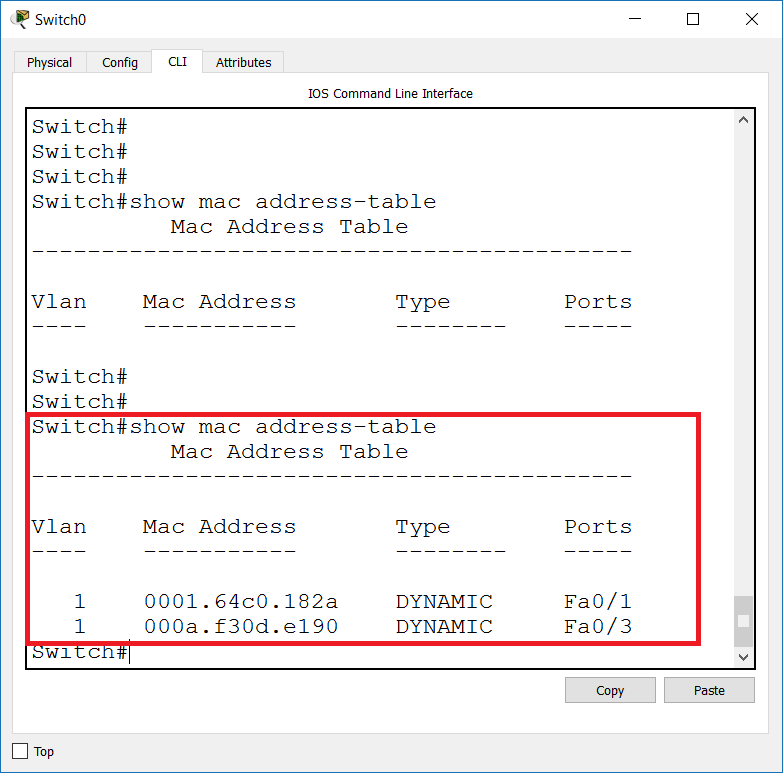 Switch0
Physical Config CLI Attributes
IOS Command Line Interface
Switch#
Switch#
Switch#
Switch#show mac address-table
          Mac Address Table
-------------------------------------------

Vlan    Mac Address       Type        Ports
----    -----------       --------    -----

Switch#
Switch#
Switch#show mac address-table
          Mac Address Table
-------------------------------------------

Vlan    Mac Address       Type        Ports
----    -----------       --------    -----

   1    0001.64c0.182a    DYNAMIC     Fa0/1
   1    000a.f30d.e190    DYNAMIC     Fa0/3
Switch#
Copy Paste
Top